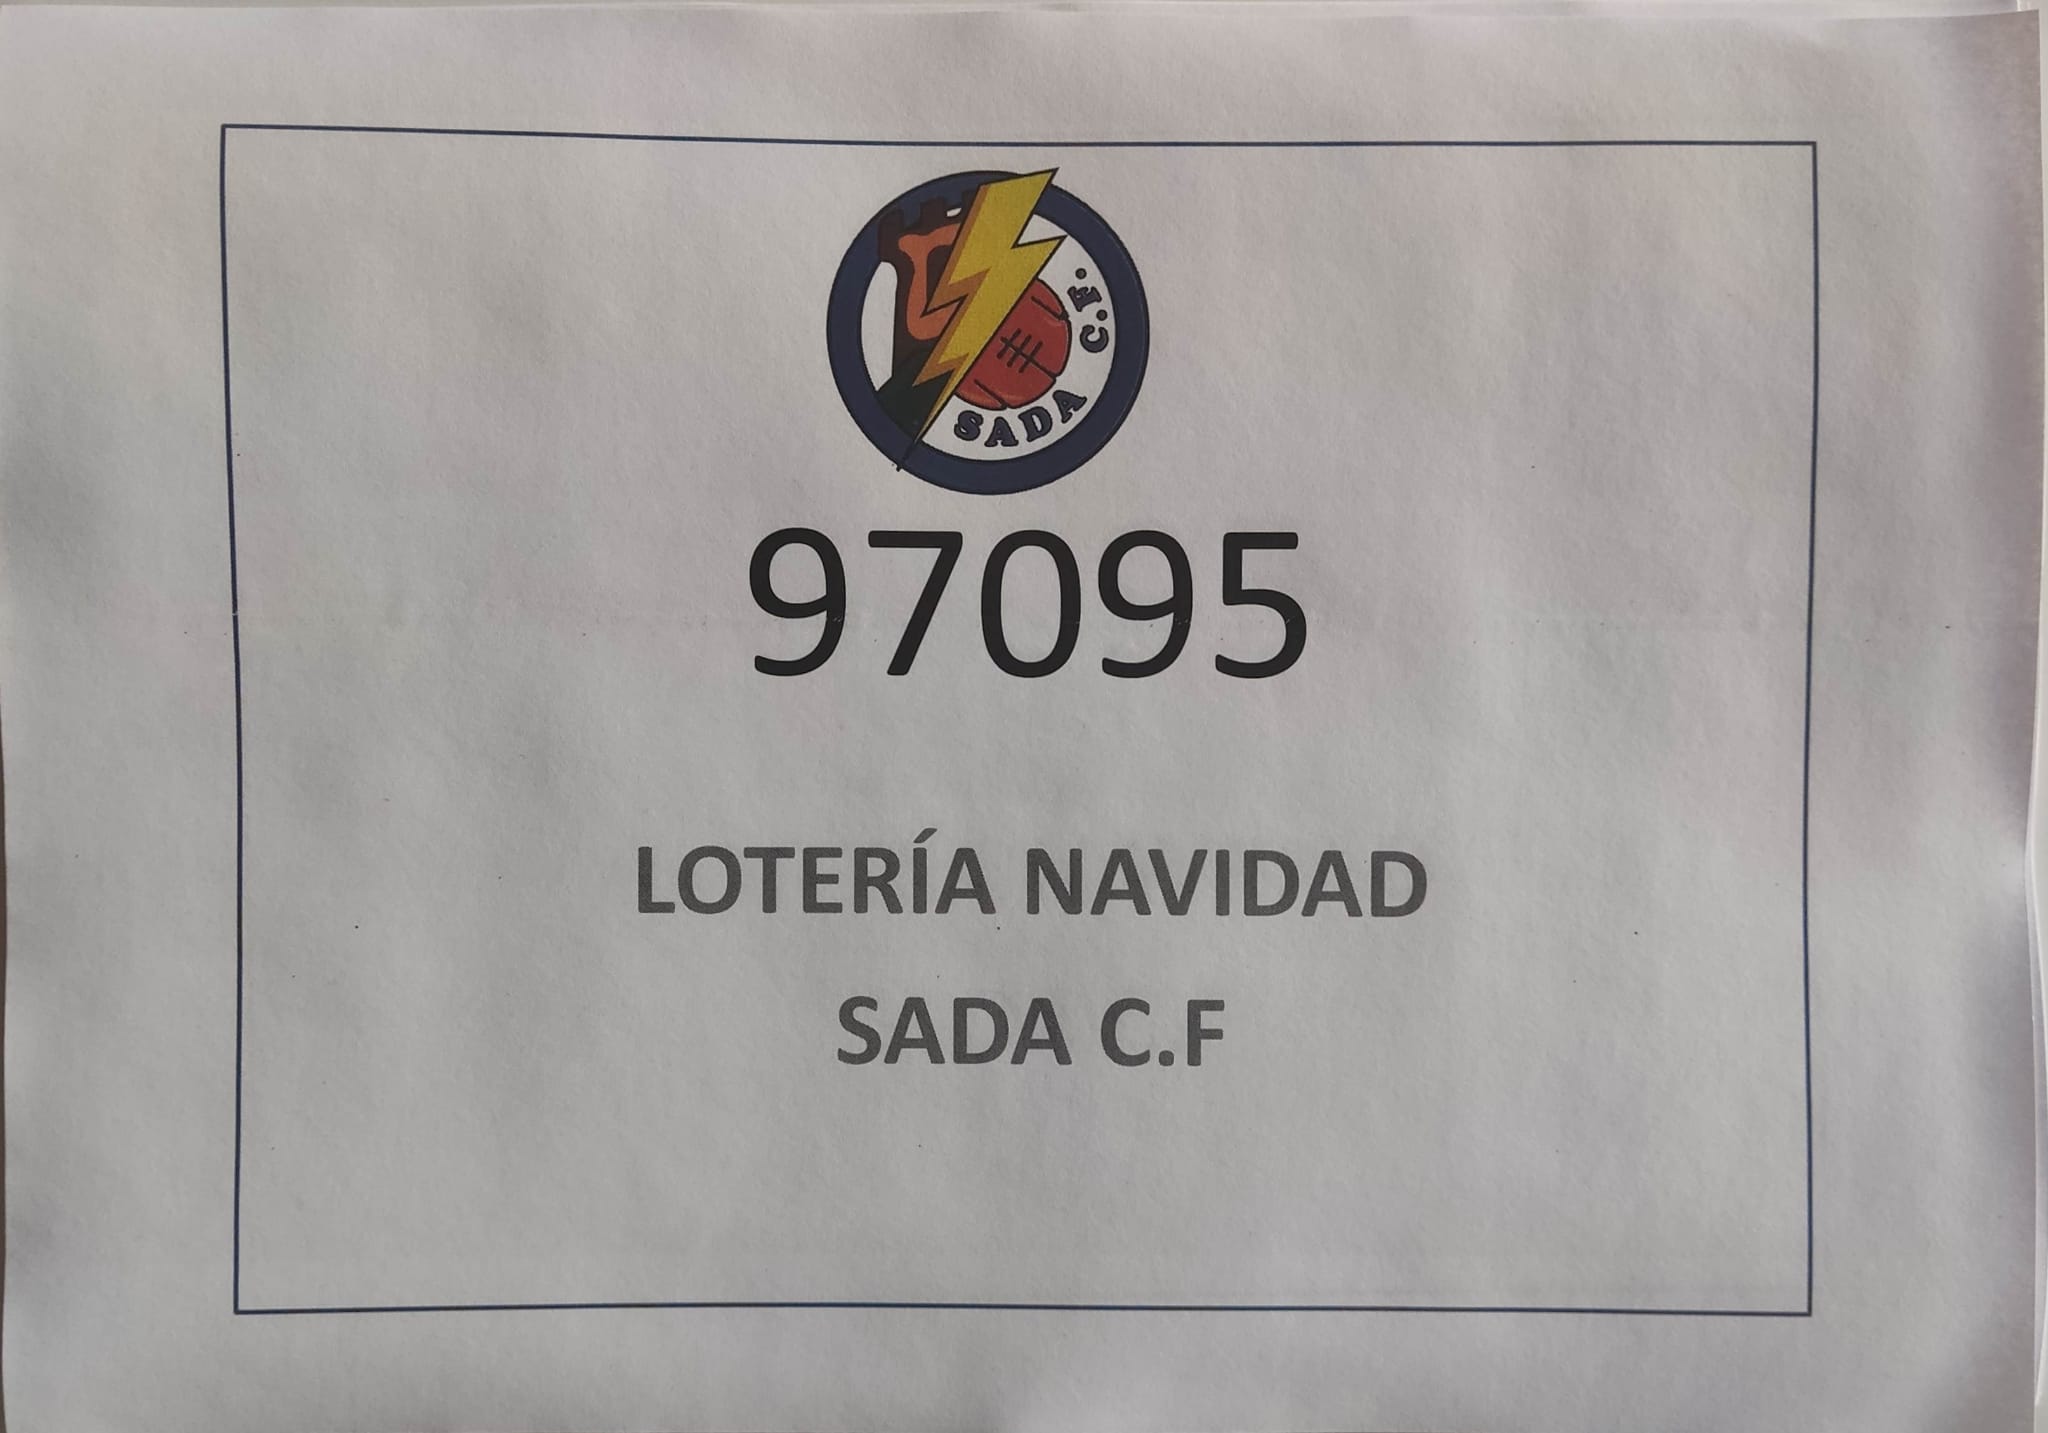 SADA C.F.
97095
LOTERÍA NAVIDAD
SADA C.F